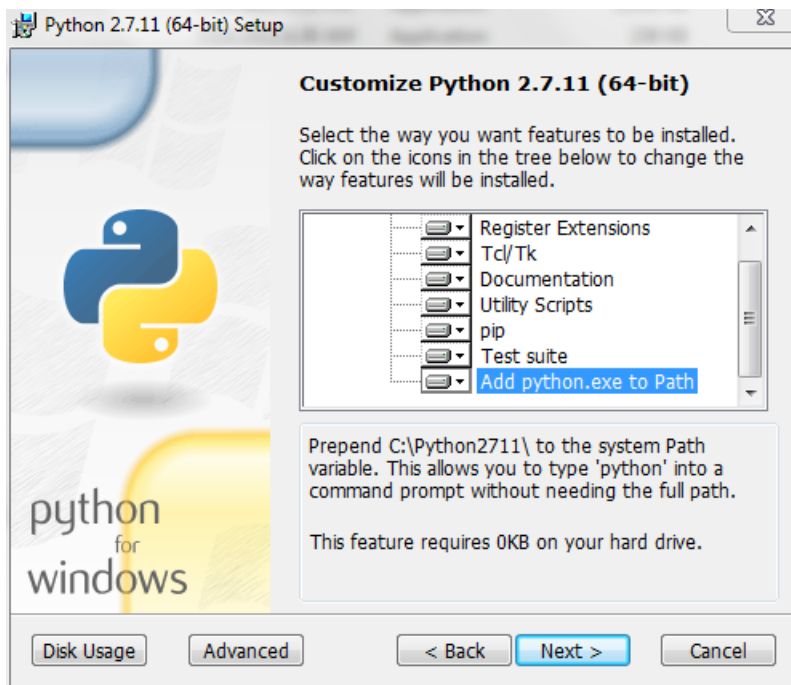 Python 2.7.11 (64-bit) Setup
Customize Python 2.7.11 (64-bit)
Select the way you want features to be installed.
Click on the icons in the tree below to change the
way features will be installed.
Register Extensions
Tcl/Tk
Documentation
Utility Scripts
pip
Test suite
Add python.exe to Path
Prepend C:\Python2711\ to the system Path
variable. This allows you to type 'python' into a
command prompt without needing the full path.
This feature requires 0KB on your hard drive.
python
for
windows
Disk Usage
Advanced
< Back
Next >
Cancel